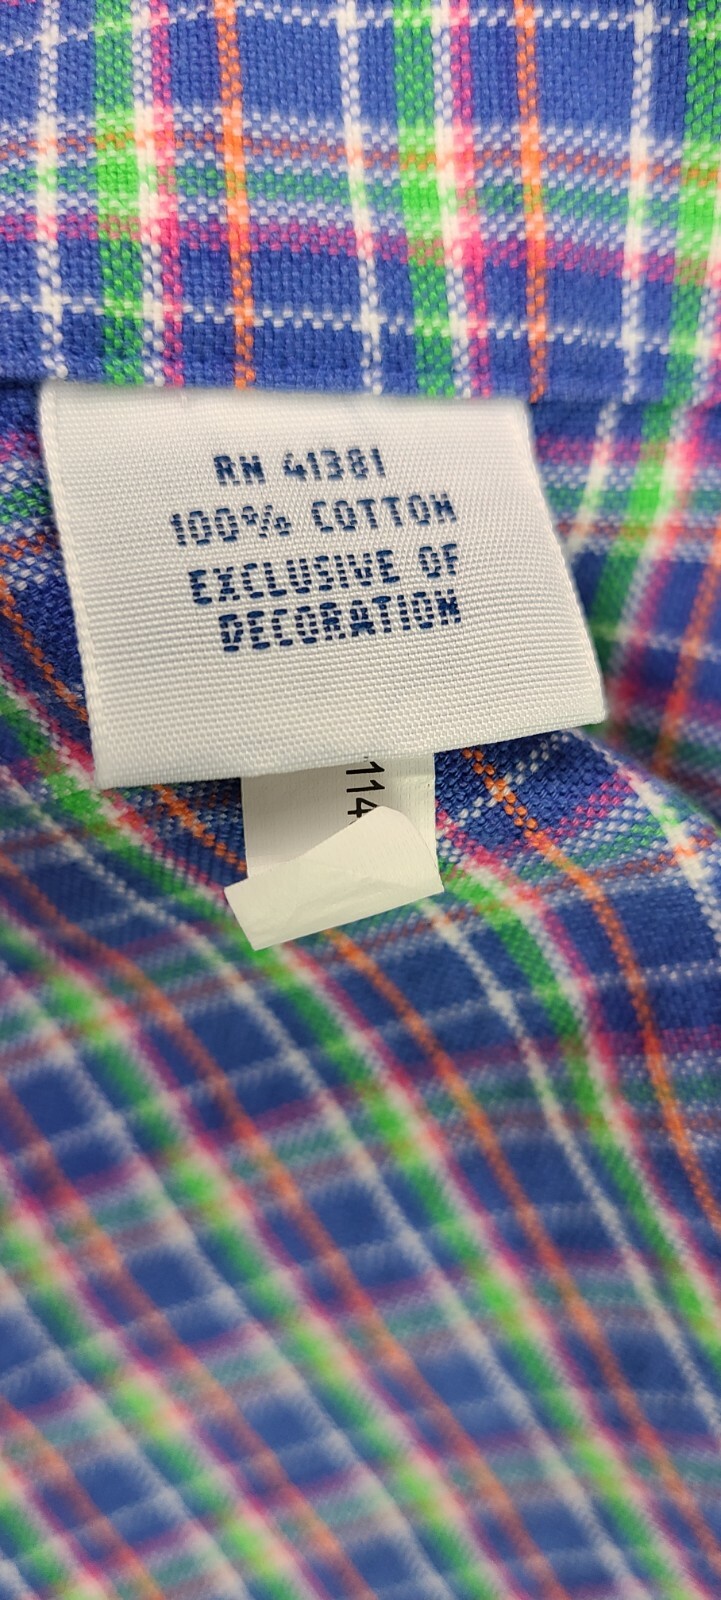 RN 41381
100% COTTON
EXCLUSIVE OF
DECORATION
114